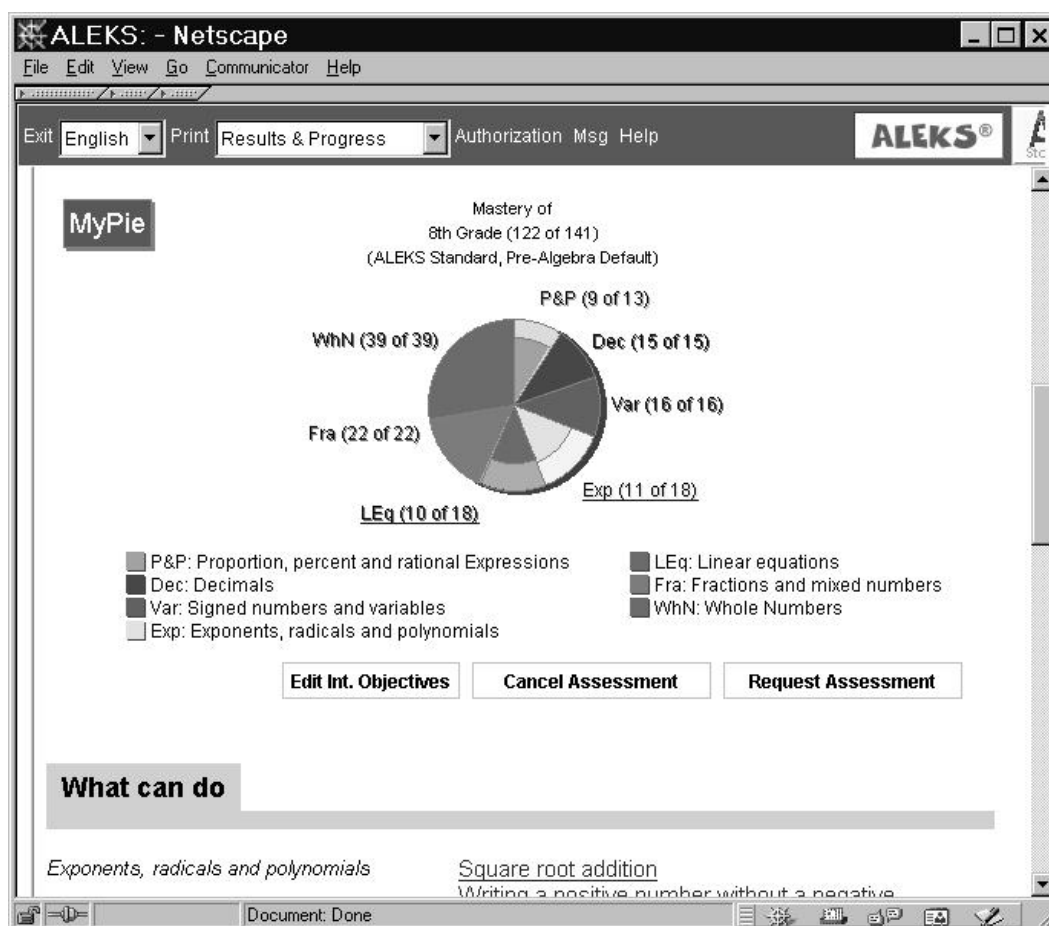 ALEKS: - Netscape
File Edit View Go Communicator Help
Exit English Print Results & Progress Authorization Msg Help ALEKS®
MyPie
Mastery of
8th Grade (122 of 141)
(ALEKS Standard, Pre-Algebra Default)
P&P (9 of 13)
WhN (39 of 39)
Dec (15 of 15)
Var (16 of 16)
Fra (22 of 22)
Exp (11 of 18)
LEq (10 of 18)
P&P: Proportion, percent and rational Expressions
LEq: Linear equations
Dec: Decimals
Fra: Fractions and mixed numbers
Var: Signed numbers and variables
WhN: Whole Numbers
Exp: Exponents, radicals and polynomials
Edit Int. Objectives Cancel Assessment Request Assessment
What can do
Exponents, radicals and polynomials Square root addition
Writing a positive number without a negative
Document: Done